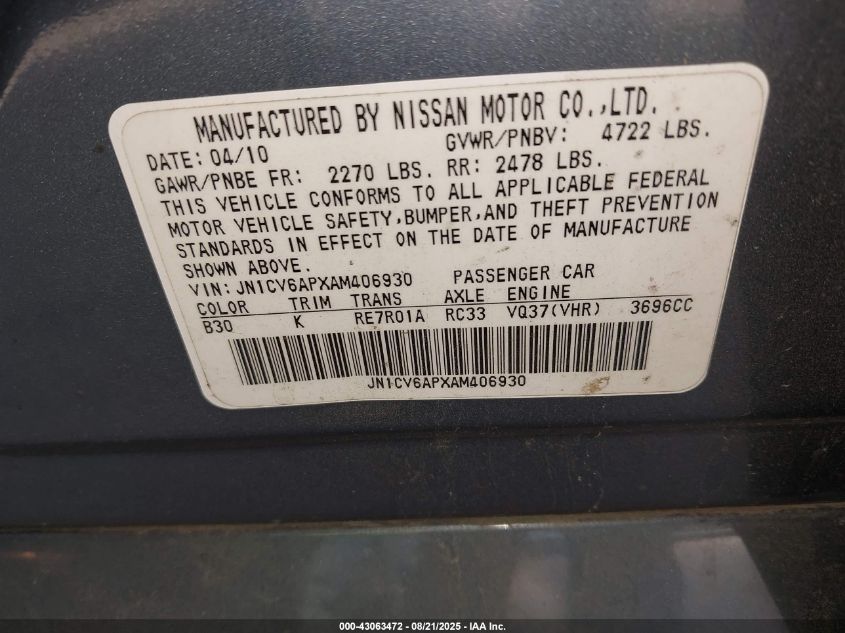 MANUFACTURED BY NISSAN MOTOR CO.,LTD.
DATE: 04/10 GVWR/PNBV: 4722 LBS.
GAWR/PNBE FR: 2270 LBS. RR: 2478 LBS.
THIS VEHICLE CONFORMS TO ALL APPLICABLE FEDERAL
MOTOR VEHICLE SAFETY,BUMPER,AND THEFT PREVENTION
STANDARDS IN EFFECT ON THE DATE OF MANUFACTURE
SHOWN ABOVE.
VIN: JN1CV6APXAM406930 PASSENGER CAR
COLOR TRIM TRANS AXLE ENGINE
B30 K RE7R01A RC33 VQ37(VHR) 3696CC
JN1CV6APXAM406930
000-43063472 - 08/21/2025 - IAA Inc.